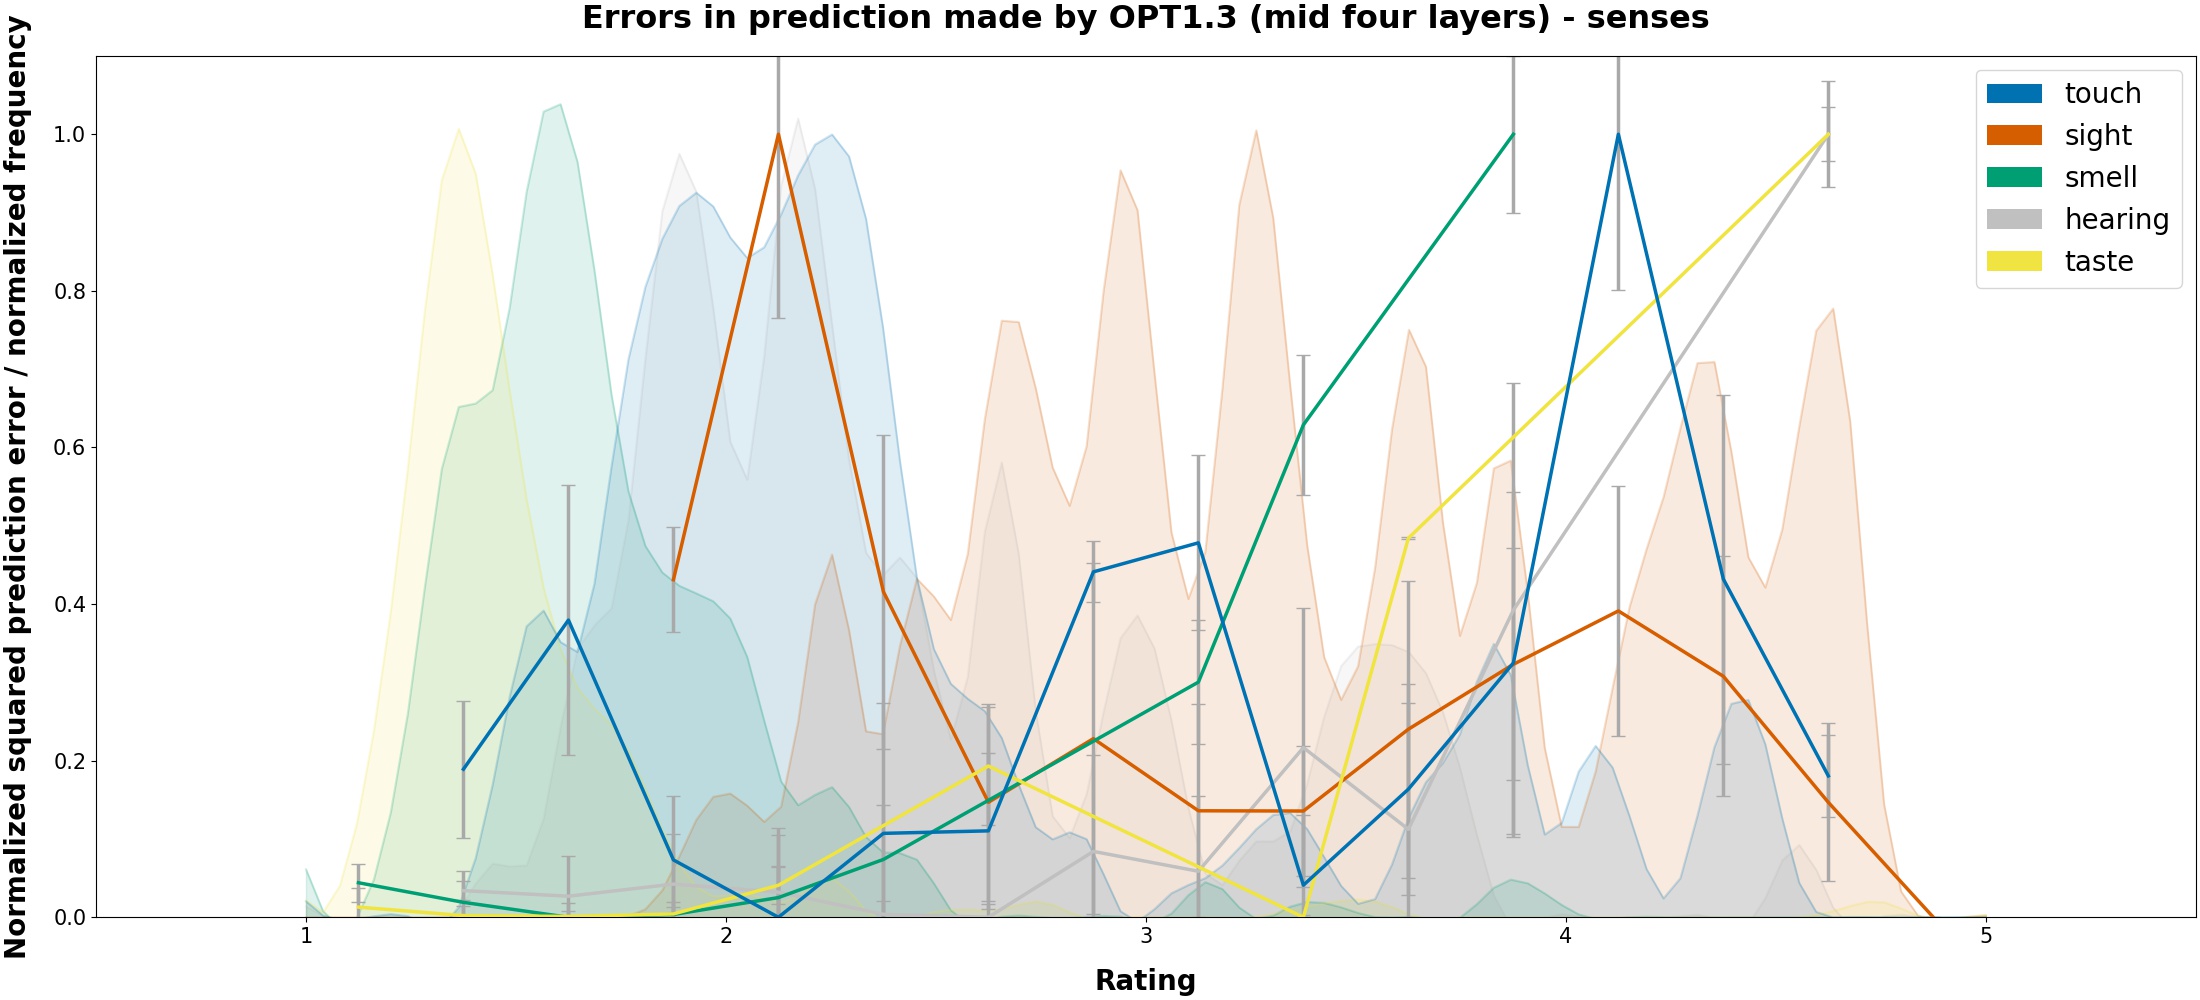 Errors in prediction made by OPT1.3 (mid four layers) - senses
Normalized squared prediction error / normalized frequency
1.0
0.8
0.6
0.4
0.2
0.0
touch
sight
smell
hearing
taste
1 2 3 4 5
Rating